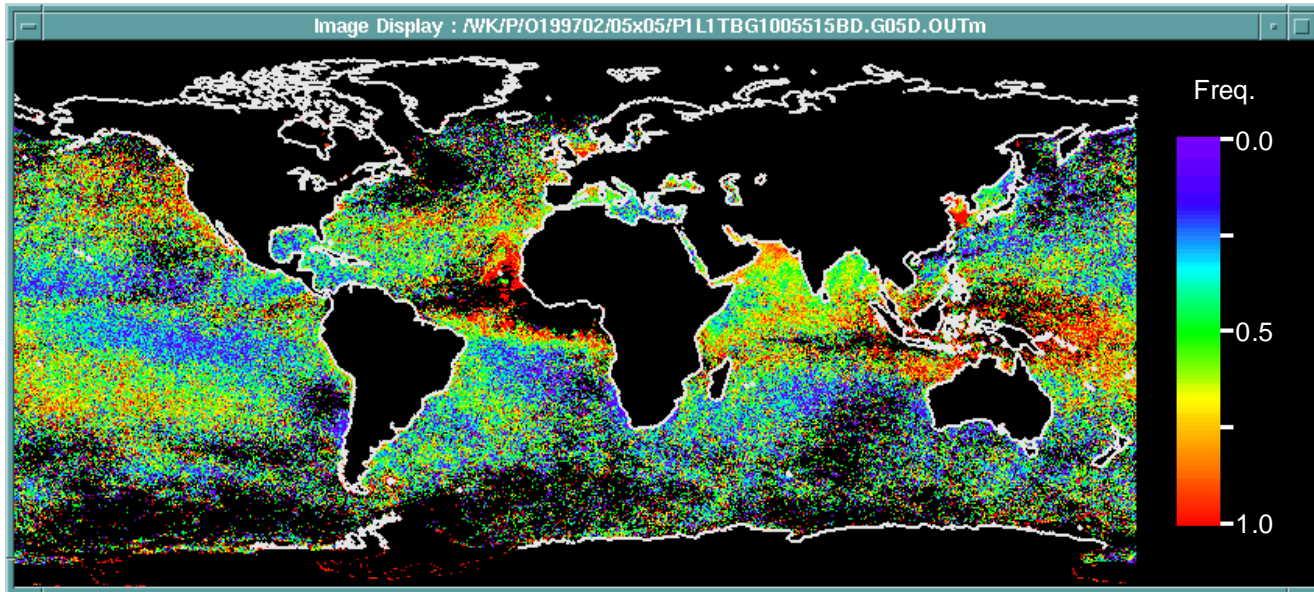 Image Display : /WK/P/O199702/05x05/P1L1TBG1005515BD.G05D.OUTm
Freq.
0.0
0.5
1.0